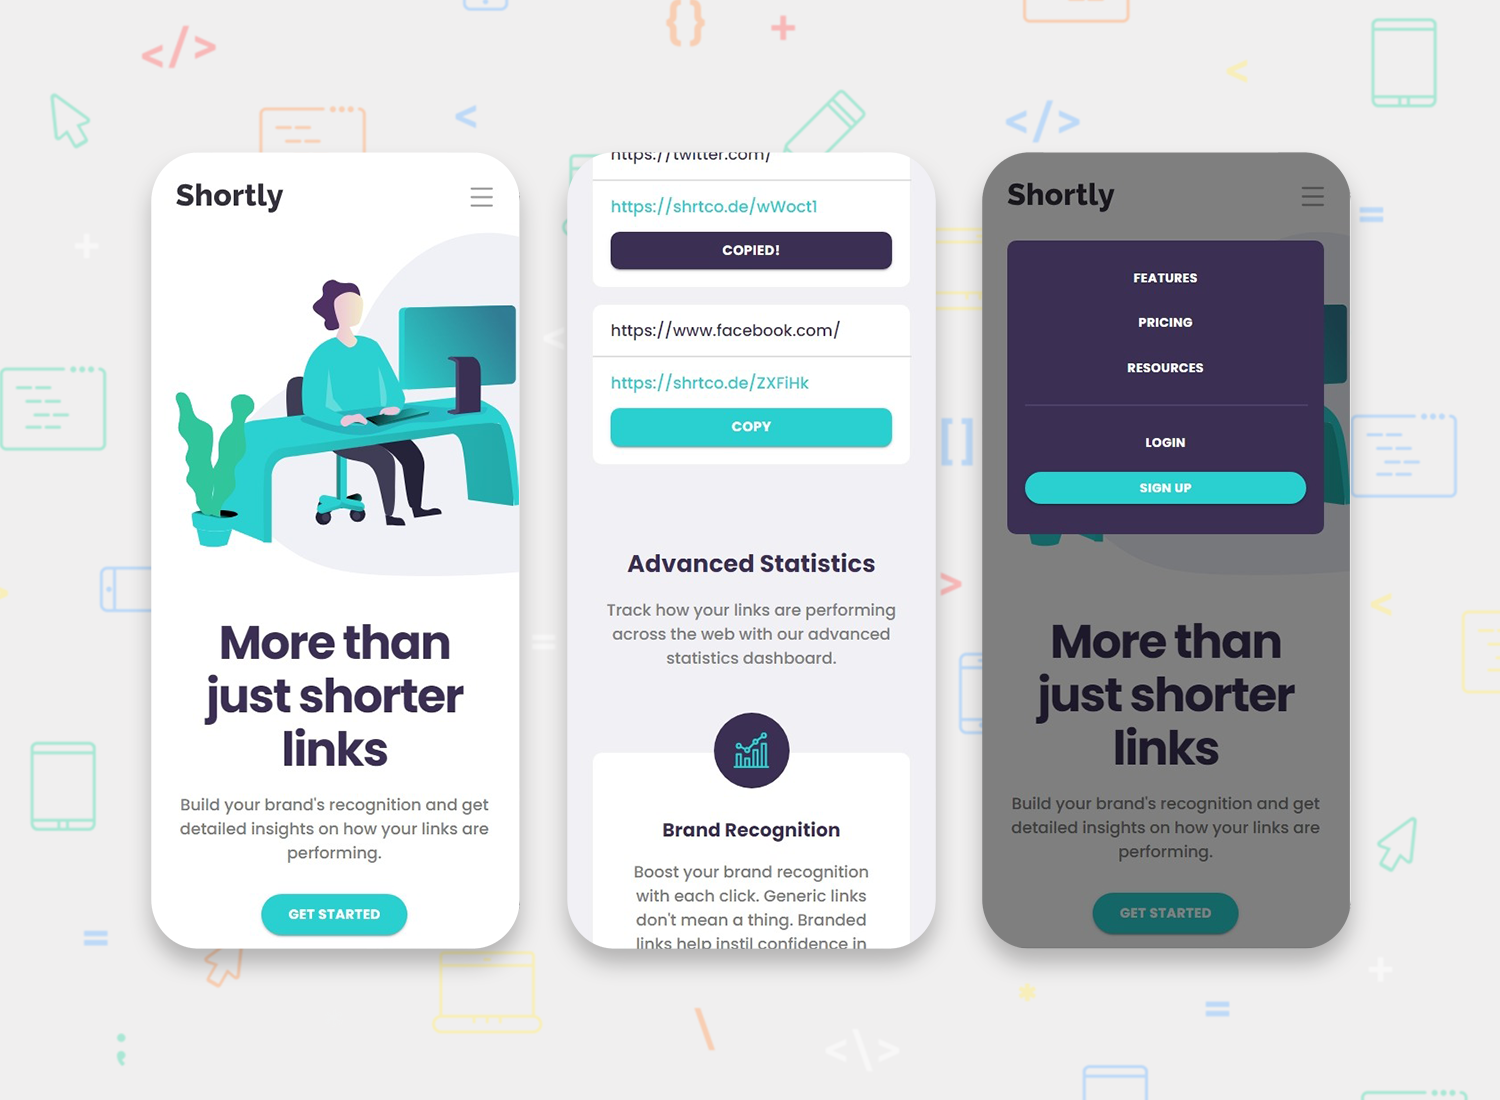 Shortly
More than
just shorter
links
Build your brand's recognition and get
detailed insights on how your links are
performing.
GET STARTED
https://twitter.com/
https://shrtco.de/wWoct1
COPIED!
https://www.facebook.com/
https://shrtco.de/ZXFiHk
COPY
Advanced Statistics
Track how your links are performing
across the web with our advanced
statistics dashboard.
Brand Recognition
Boost your brand recognition
with each click. Generic links
don't mean a thing. Branded
links help instil confidence in
Shortly
FEATURES
PRICING
RESOURCES
LOGIN
SIGN UP
More than
just shorter
links
Build your brand's recognition and get
detailed insights on how your links are
performing.
GET STARTED